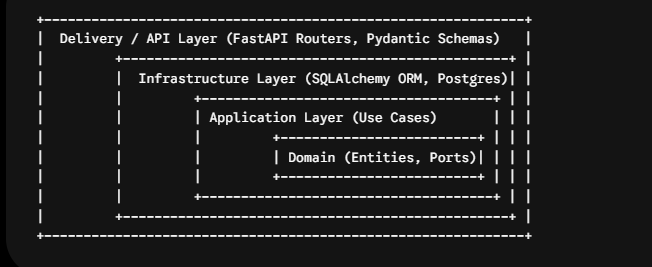 Delivery / API Layer (FastAPI Routers, Pydantic Schemas)
Infrastructure Layer (SQLAlchemy ORM, Postgres)
Application Layer (Use Cases)
Domain (Entities, Ports)